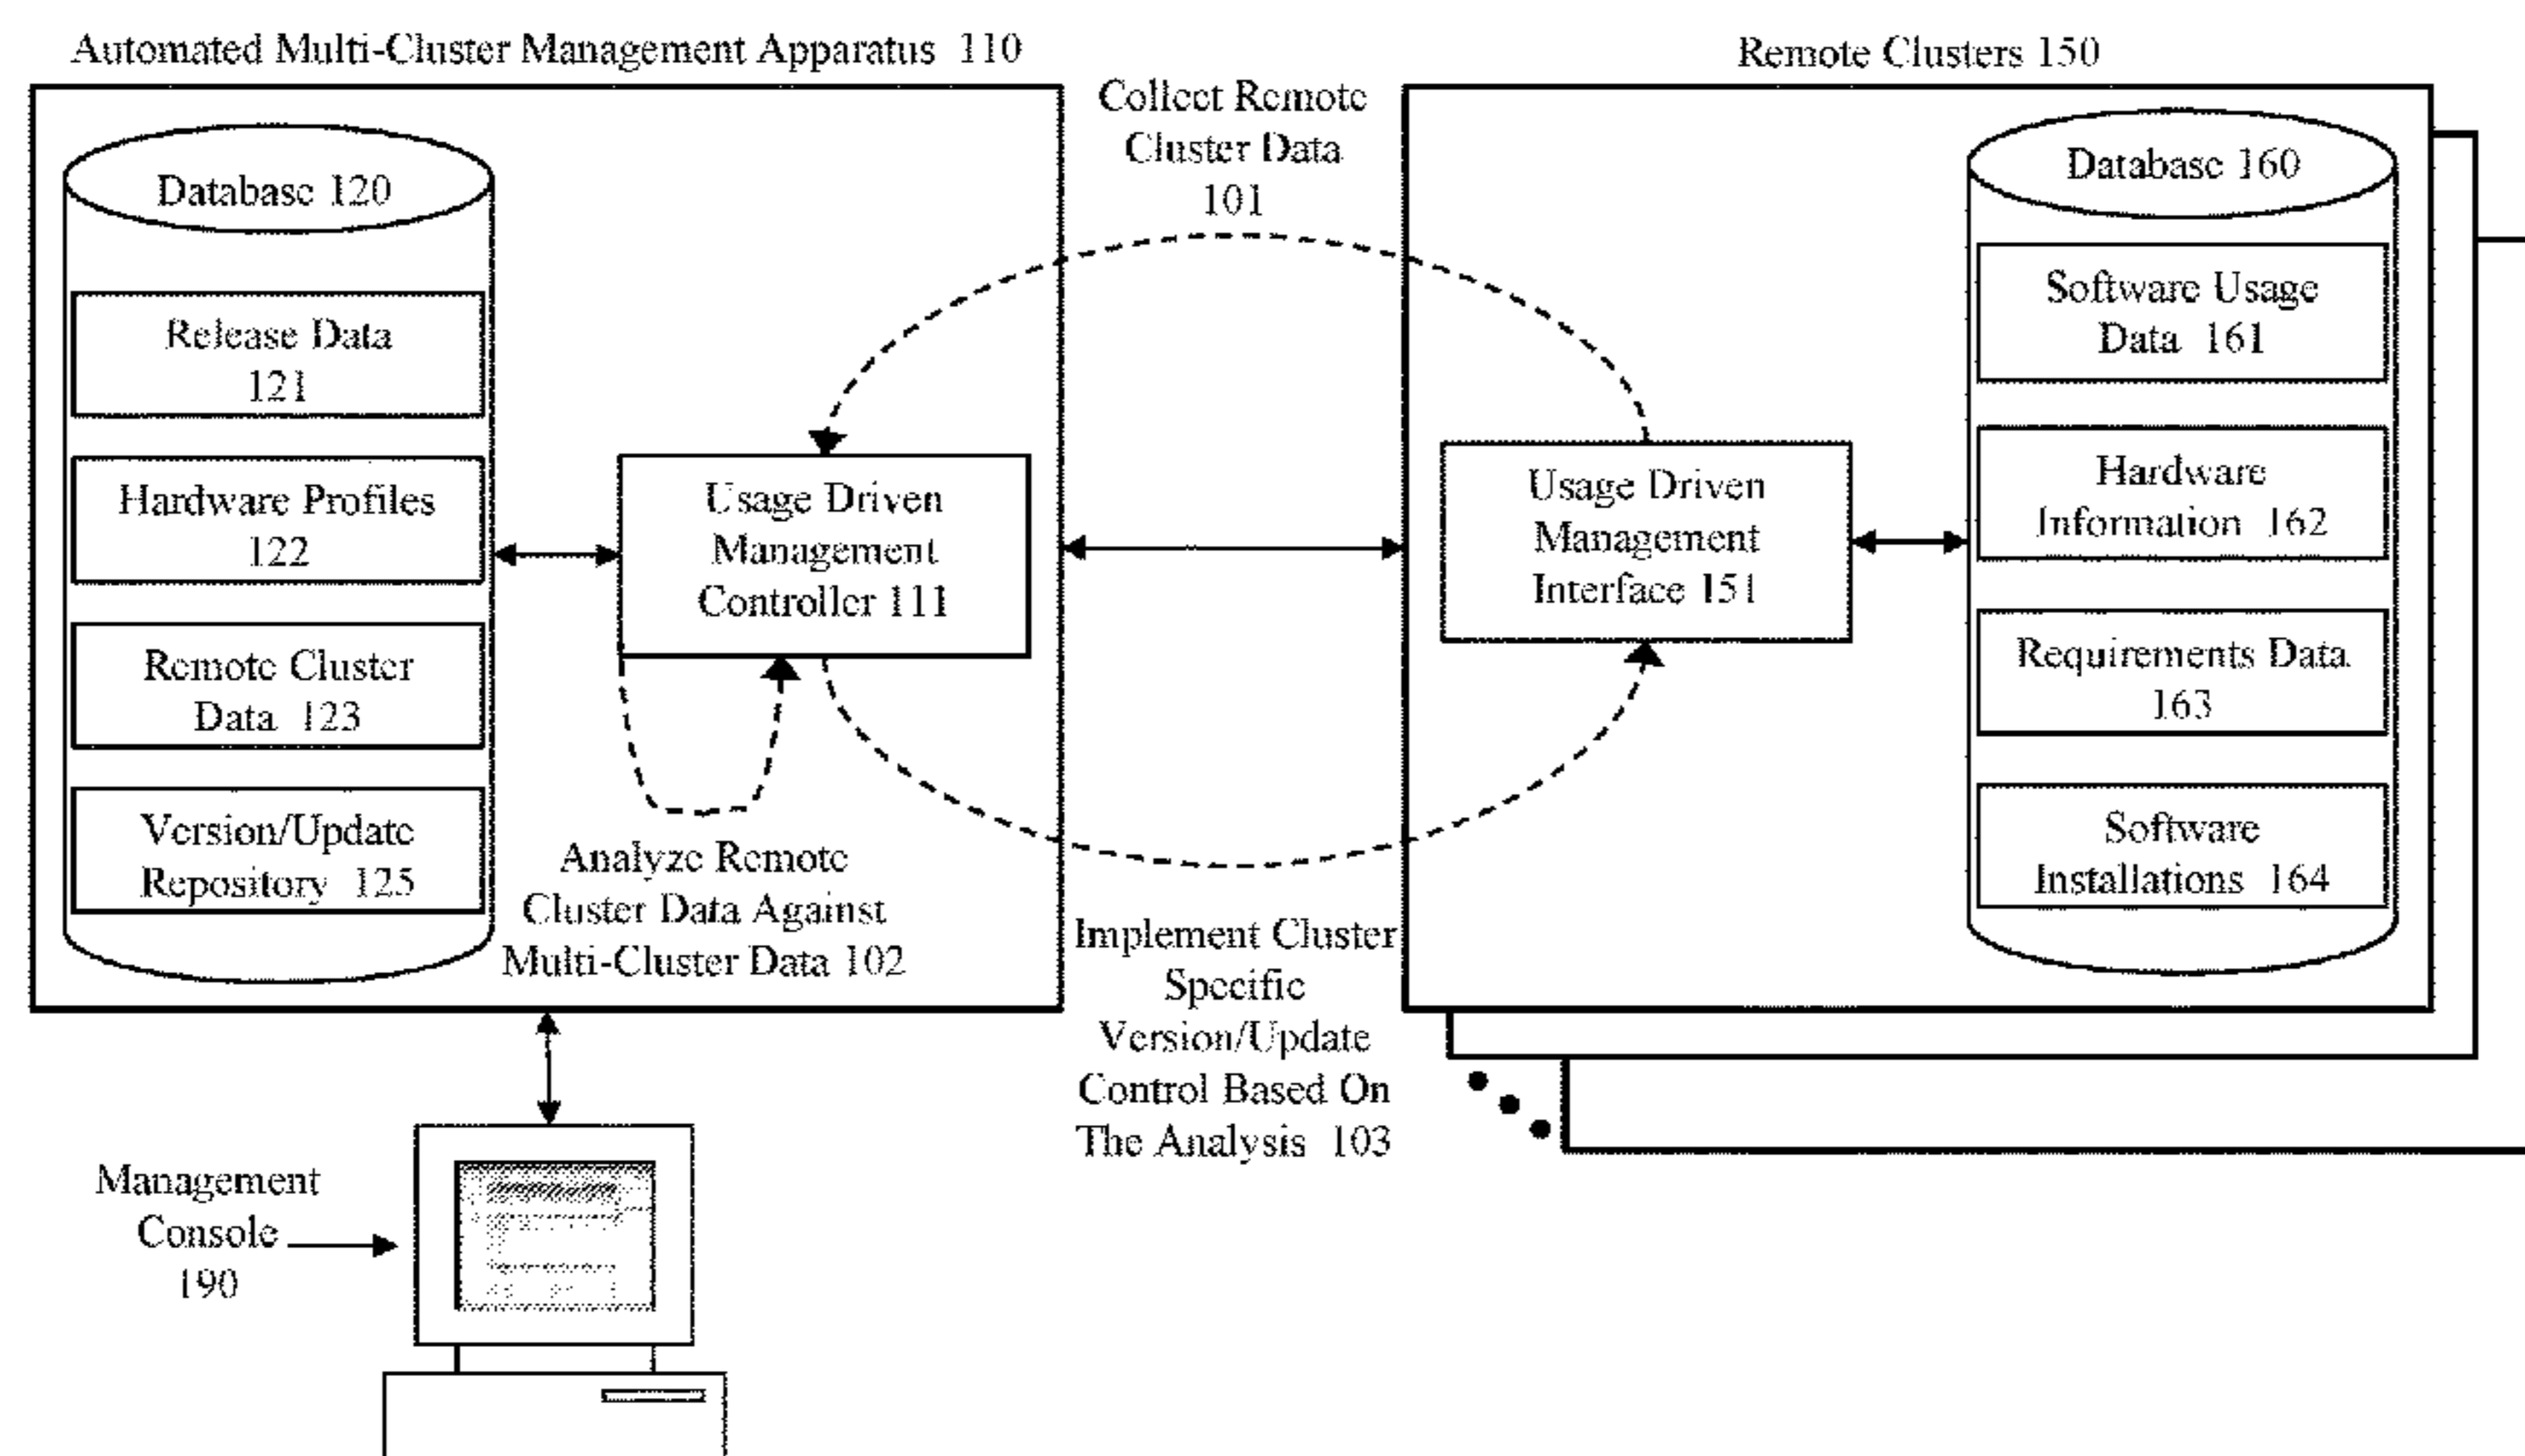 Automated Multi-Cluster Management Apparatus 110
Remote Clusters 150
Collect Remote
Cluster Data
101
Database 120
Release Data
121
Hardware Profiles
122
Remote Cluster
Data 123
Version/Update
Repository 125
Usage Driven
Management
Controller 111
Analyze Remote
Cluster Data Against
Multi-Cluster Data 102
Usage Driven
Management
Interface 151
Database 160
Software Usage
Data 161
Hardware
Information 162
Requirements Data
163
Software
Installations 164
Implement Cluster
Specific
Version/Update
Control Based On
The Analysis 103
Management
Console
190